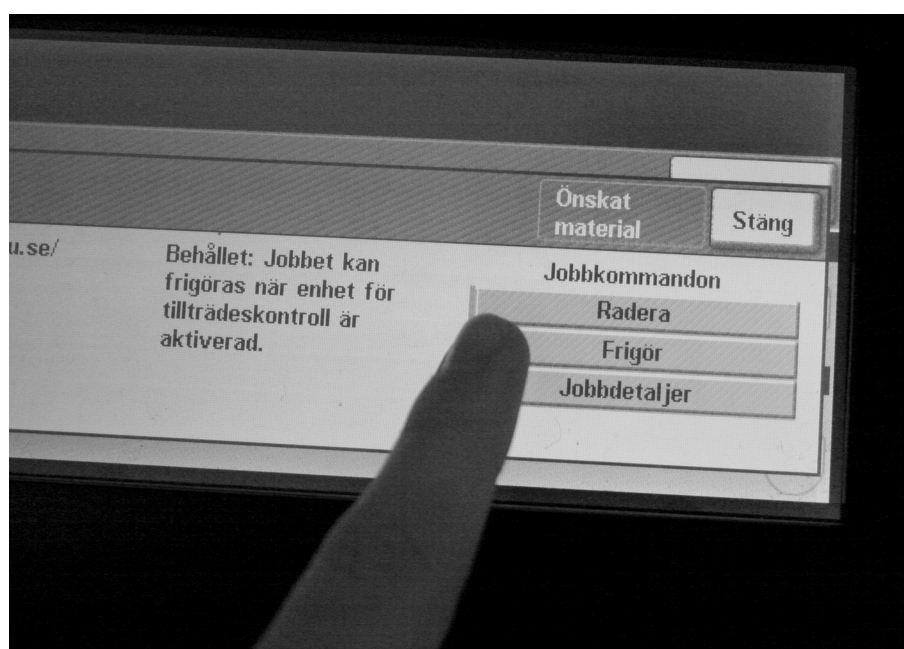 Önskat
material
Stäng
u.se/
Behållet: Jobbet kan
frigöras när enhet för
tillträdeskontroll är
aktiverad.
Jobbkommandon
Radera
Frigör
Jobbdetaljer